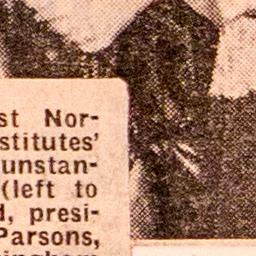 st Nor-
stitutes'
unstan-
(left to
d, presi-
Parsons,